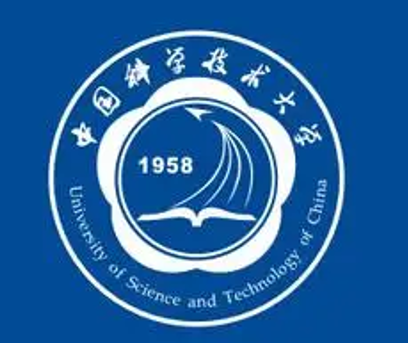 中国科学技术大学
1958
University of Science and Technology of China